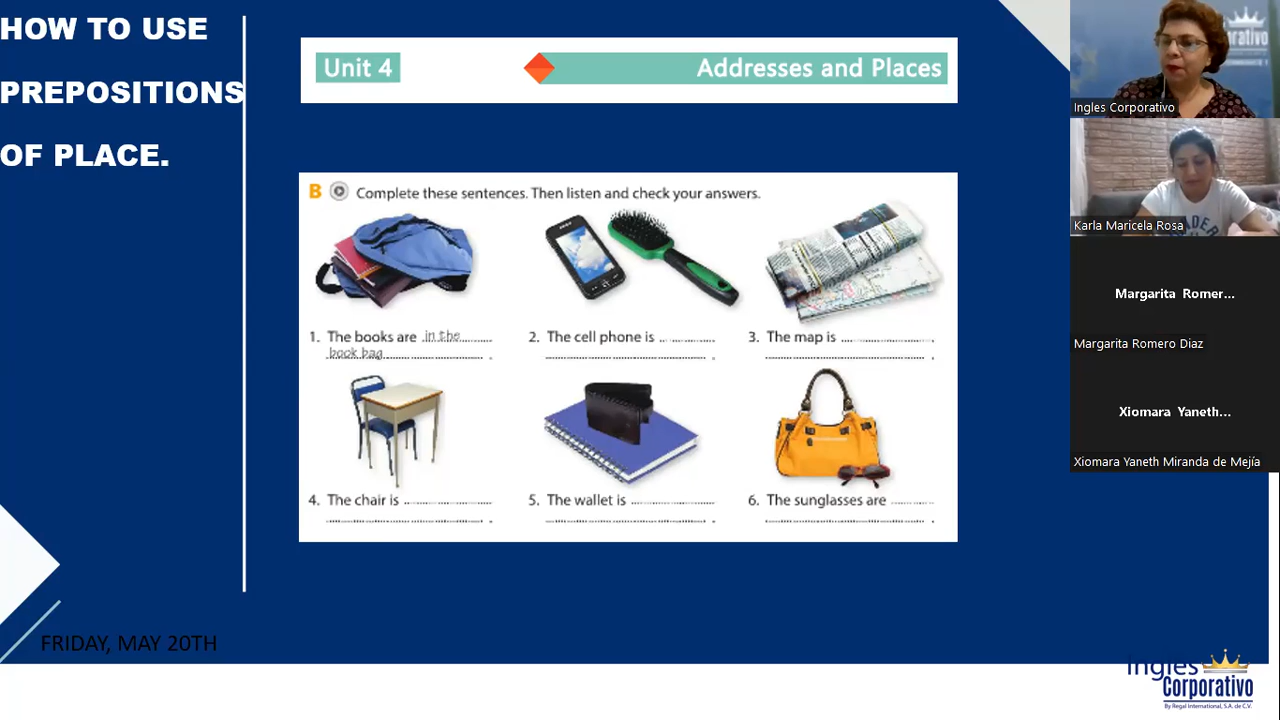 HOW TO USE
PREPOSITIONS
OF PLACE.
Unit 4
Addresses and Places
B Complete these sentences. Then listen and check your answers.
1. The books are in the
book bag .
2. The cell phone is
3. The map is
4. The chair is
5. The wallet is
6. The sunglasses are
FRIDAY, MAY 20TH
Ingles Corporativo
Karla Maricela Rosa
Margarita Romer...
Margarita Romero Diaz
Xiomara Yaneth...
Xiomara Yaneth Miranda de Mejía
Inglés
Corporativo
By Regal International, S.A. de C.V.